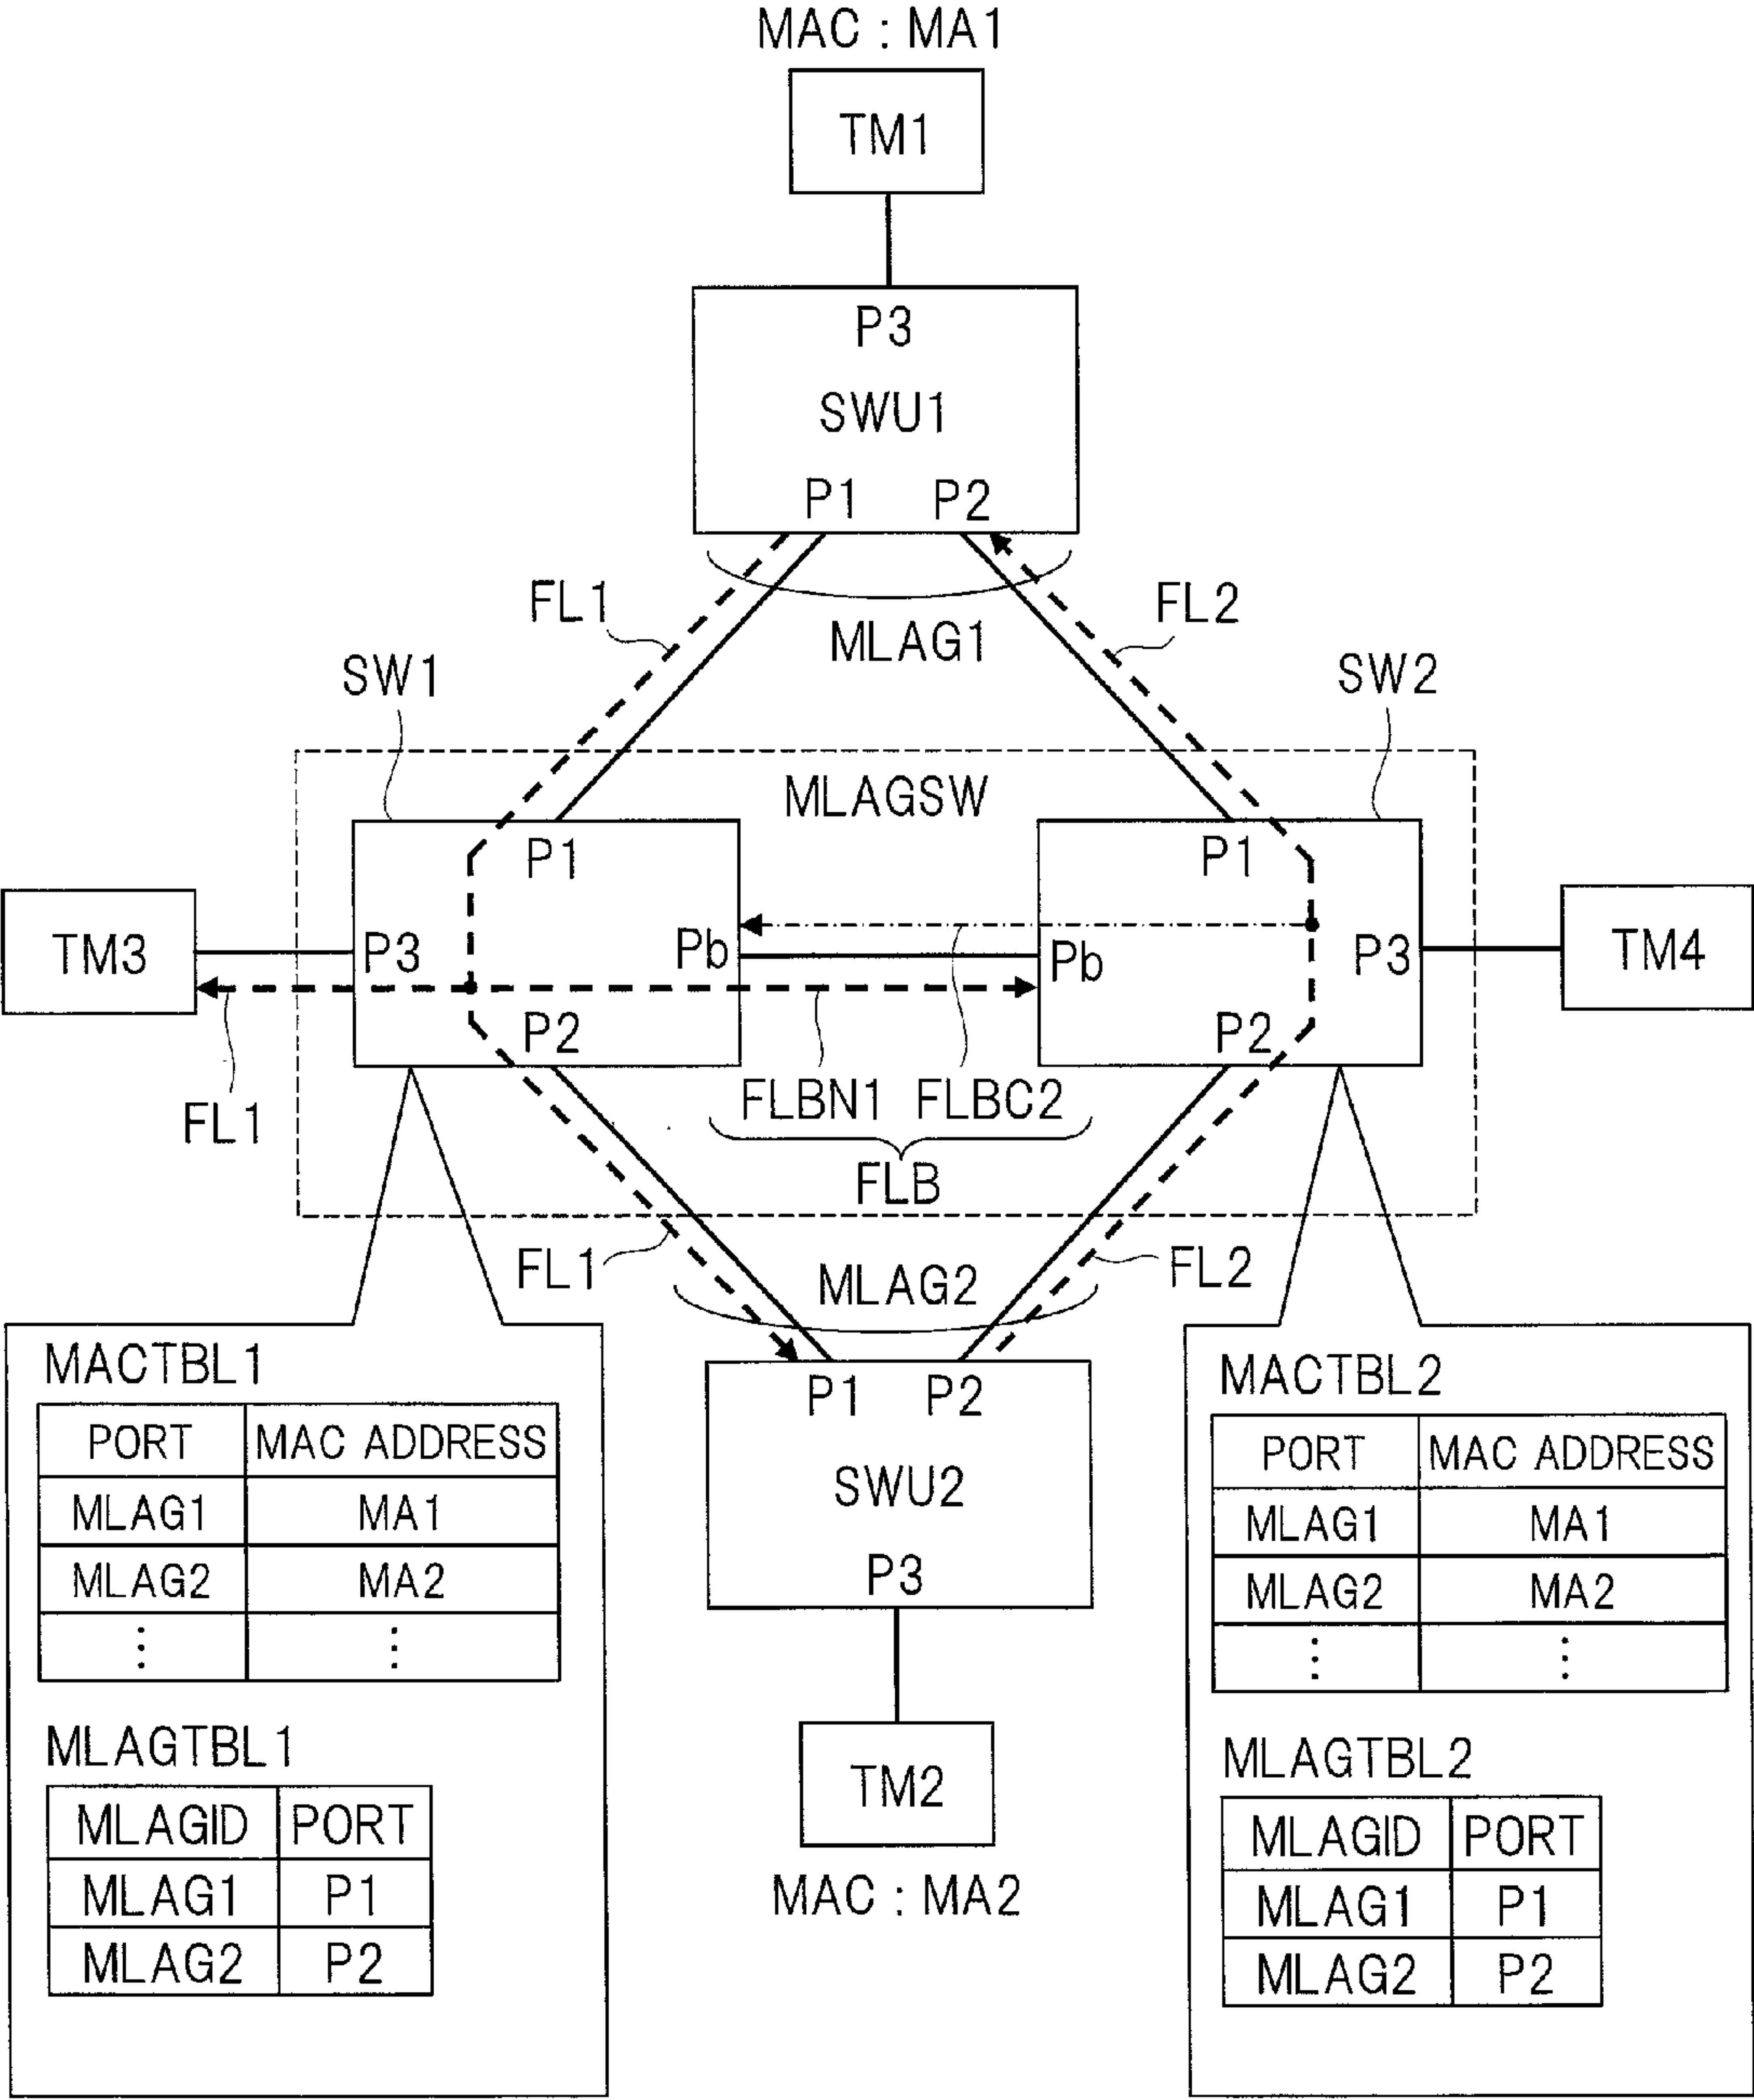 MAC : MA1
TM1
P3
SWU1
P1 P2
FL1
FL2
MLAG1
SW1
SW2
MLAGSW
P1
P1
TM3
P3
Pb
Pb
P3
TM4
P2
P2
FL1
FLBN1 FLBC2
FLB
FL1
MLAG2
FL2
MACTBL1
PORT MAC ADDRESS
MLAG1 MA1
MLAG2 MA2
⋮ ⋮
MLAGTBL1
MLAGID PORT
MLAG1 P1
MLAG2 P2
P1 P2
SWU2
P3
TM2
MAC : MA2
MACTBL2
PORT MAC ADDRESS
MLAG1 MA1
MLAG2 MA2
⋮ ⋮
MLAGTBL2
MLAGID PORT
MLAG1 P1
MLAG2 P2